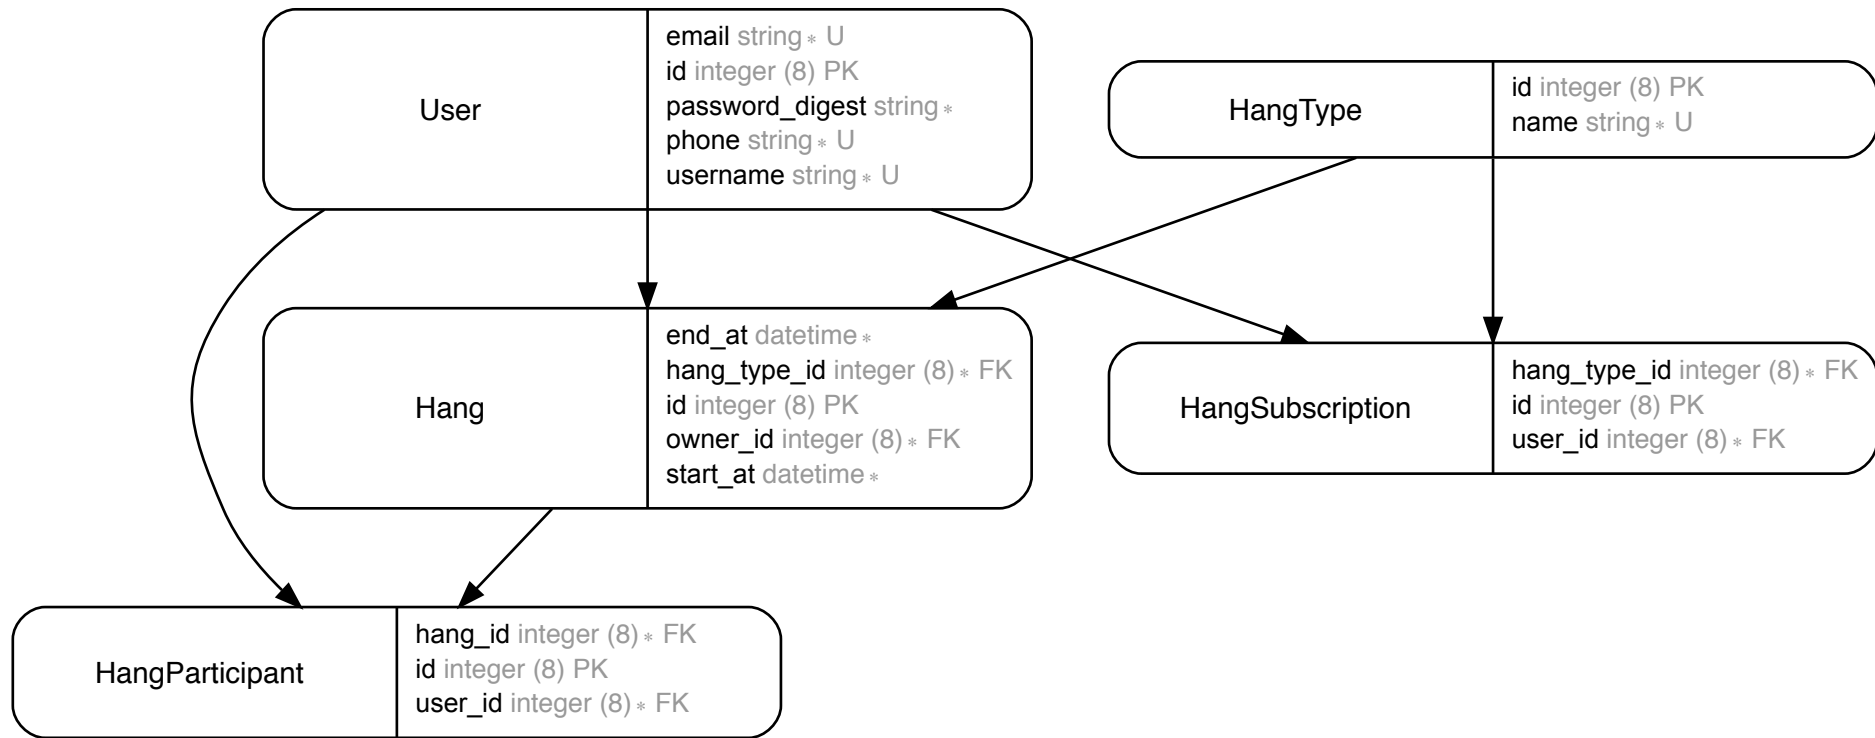 User
email string * U
id integer (8) PK
password_digest string *
phone string * U
username string * U
HangType
id integer (8) PK
name string * U
Hang
end_at datetime *
hang_type_id integer (8) * FK
id integer (8) PK
owner_id integer (8) * FK
start_at datetime *
HangSubscription
hang_type_id integer (8) * FK
id integer (8) PK
user_id integer (8) * FK
HangParticipant
hang_id integer (8) * FK
id integer (8) PK
user_id integer (8) * FK